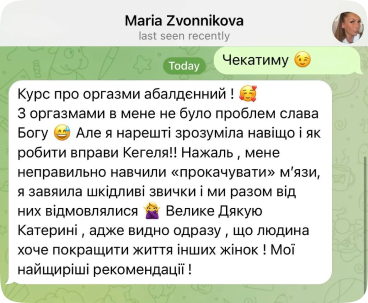 Maria Zvonnikova
last seen recently
Чекатиму 😉
Today
Курс про оргазми абалдєнний ! 🥰
З оргазмами в мене не було проблем слава
Богу 😅 Але я нарешті зрозуміла навіщо і як
робити вправи Кегеля!! Нажаль , мене
неправильно навчили «прокачувати» м’язи,
я завяила шкідливі звички і ми разом від
них відмовлялися 🤷‍♀️ Велике Дякую
Катерині , адже видно одразу , що людина
хоче покращити життя інших жінок ! Мої
найщиріші рекомендації !